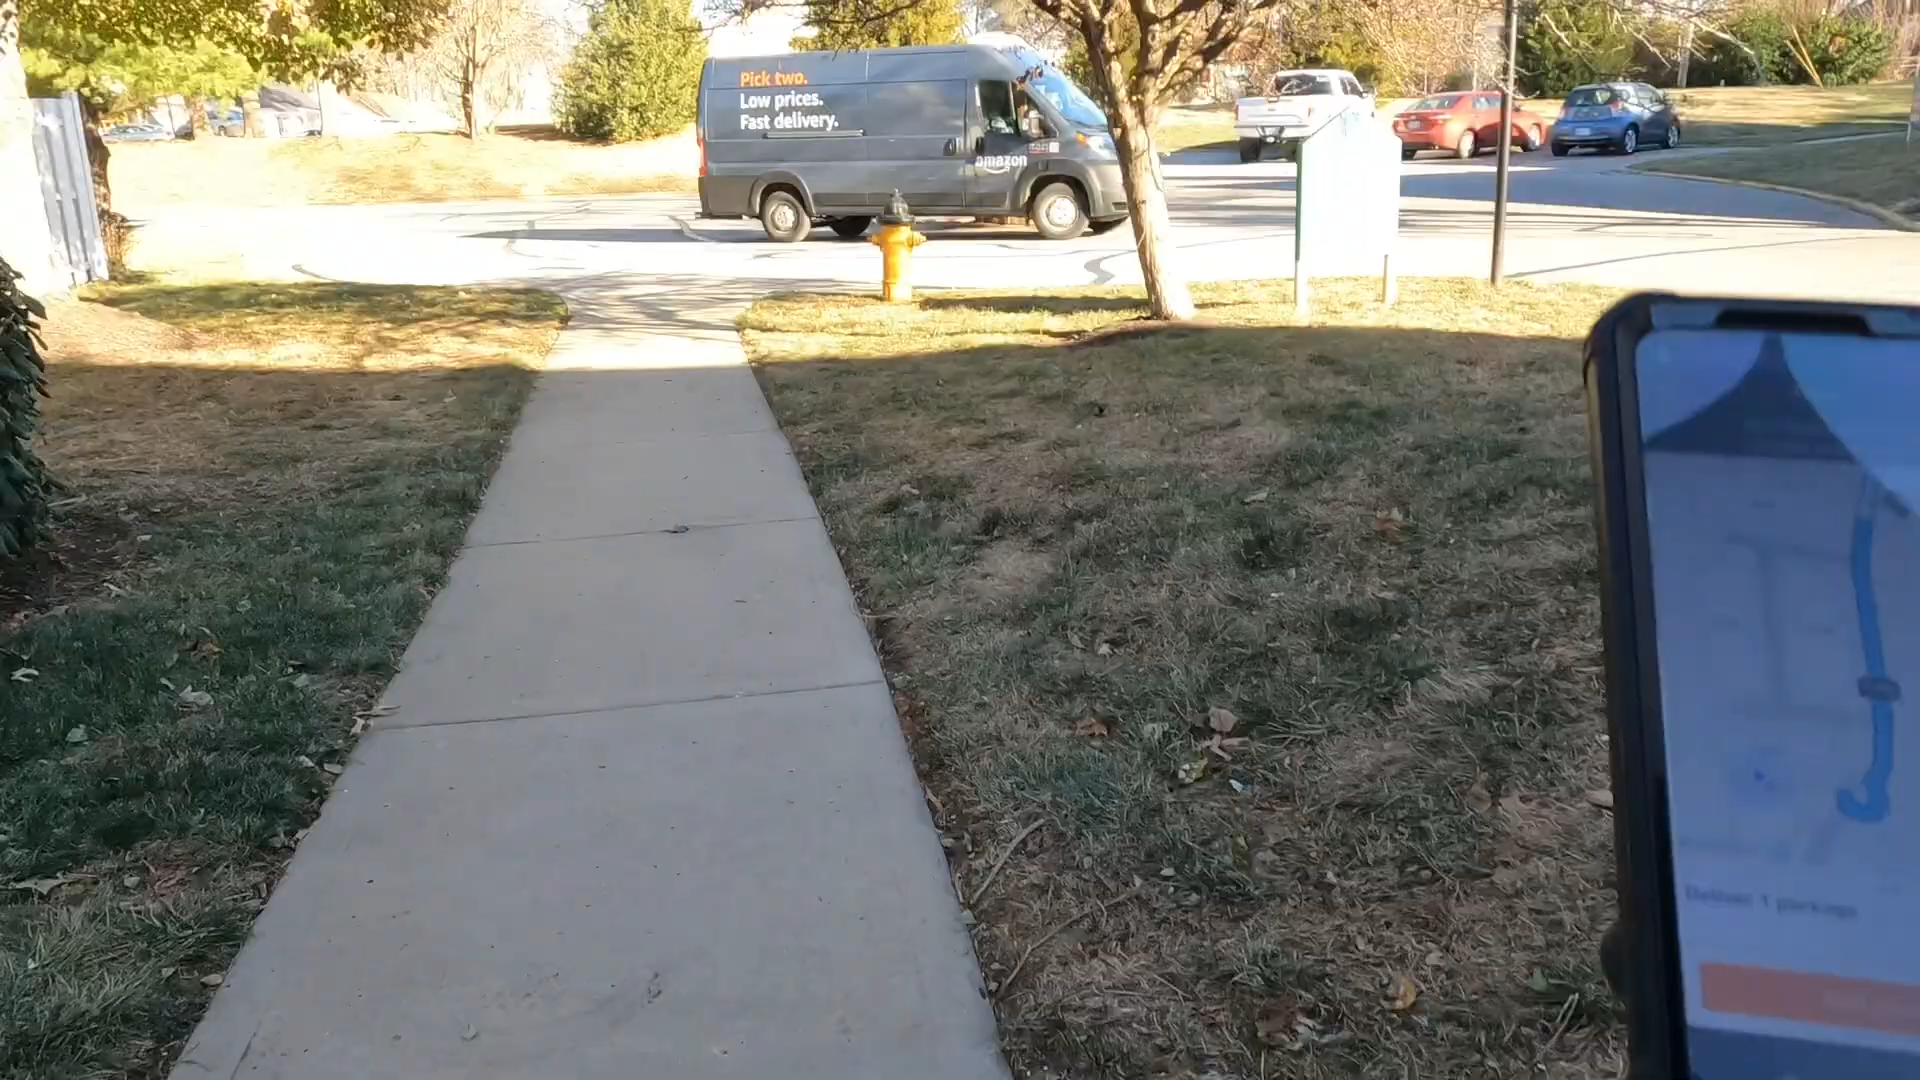 Pick two.
Low prices.
Fast delivery.
amazon
Deliver 1 package